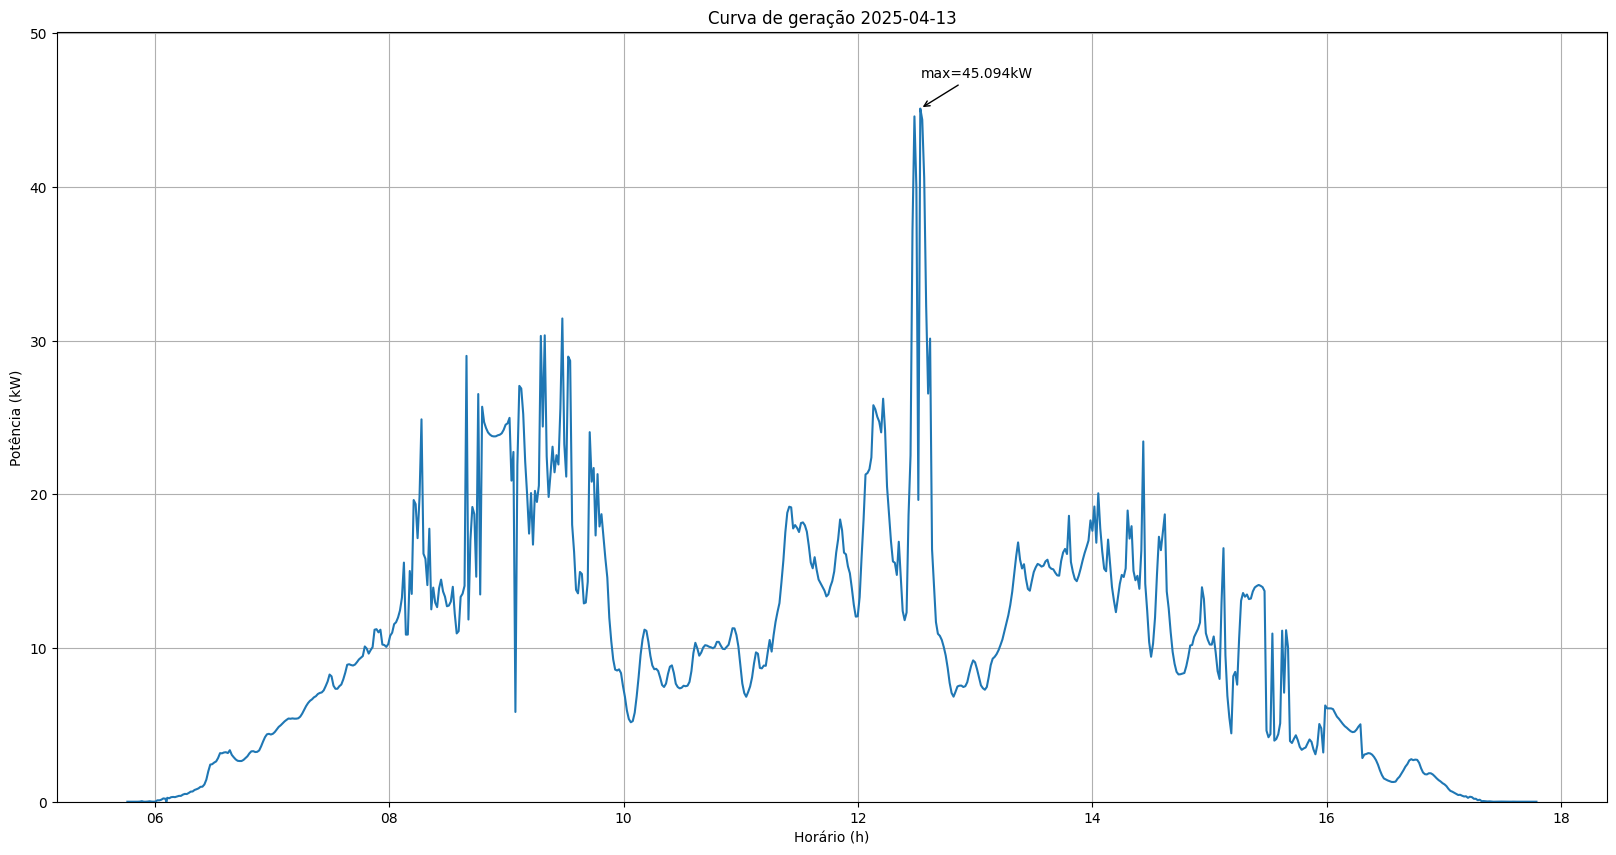 Curva de geração 2025-04-13
50
max=45.094kW
40
30
Potência (kW)
20
10
0
06 08 10 12 14 16 18
Horário (h)